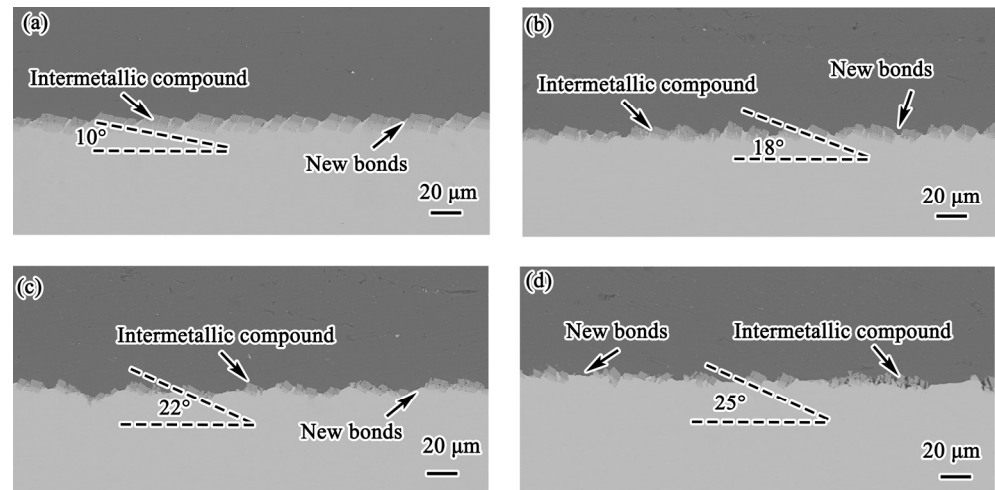 (a)
Intermetallic compound
10°
New bonds
20 μm
(b)
New bonds
Intermetallic compound
18°
20 μm
(c)
Intermetallic compound
22°
New bonds
20 μm
(d)
New bonds
Intermetallic compound
25°
20 μm